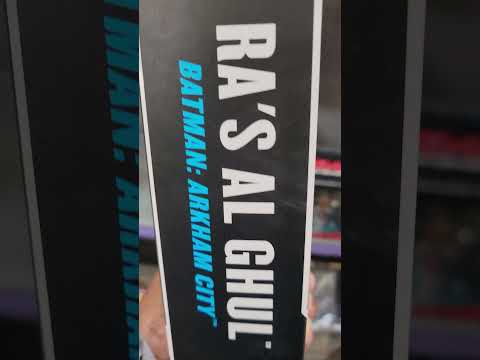 RA'S AL GHUL™
BATMAN: ARKHAM CITY™